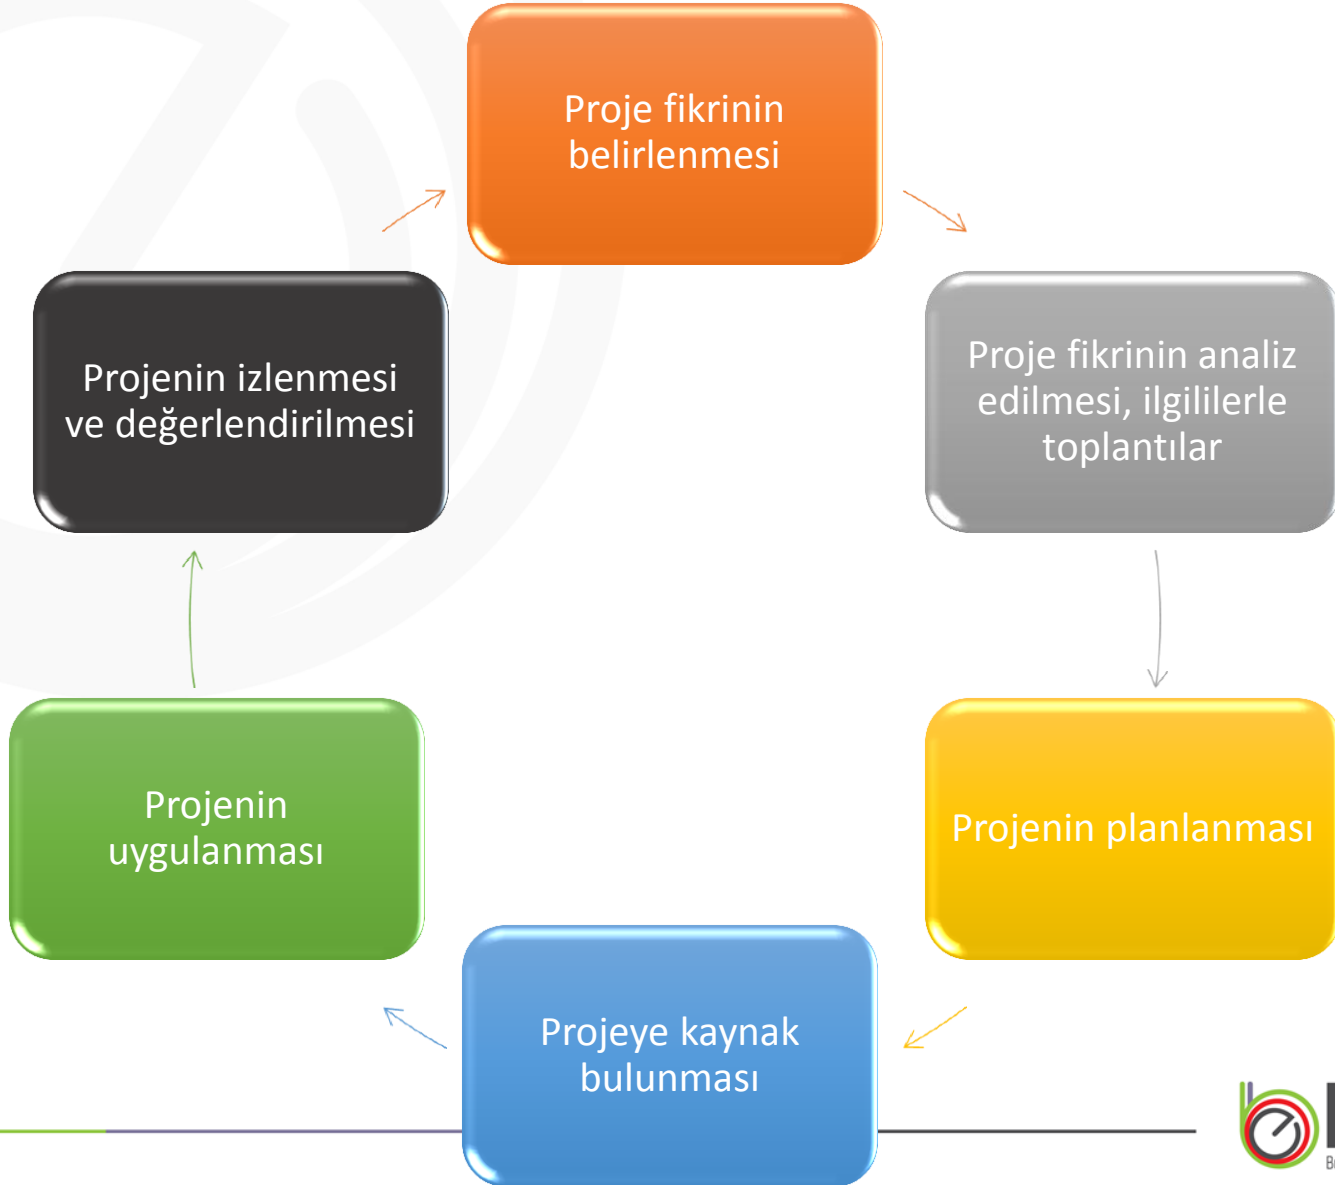 Proje fikrinin
belirlenmesi
Proje fikrinin analiz
edilmesi, ilgililerle
toplantılar
Projenin planlanması
Projeye kaynak
bulunması
Projenin
uygulanması
Projenin izlenmesi
ve değerlendirilmesi